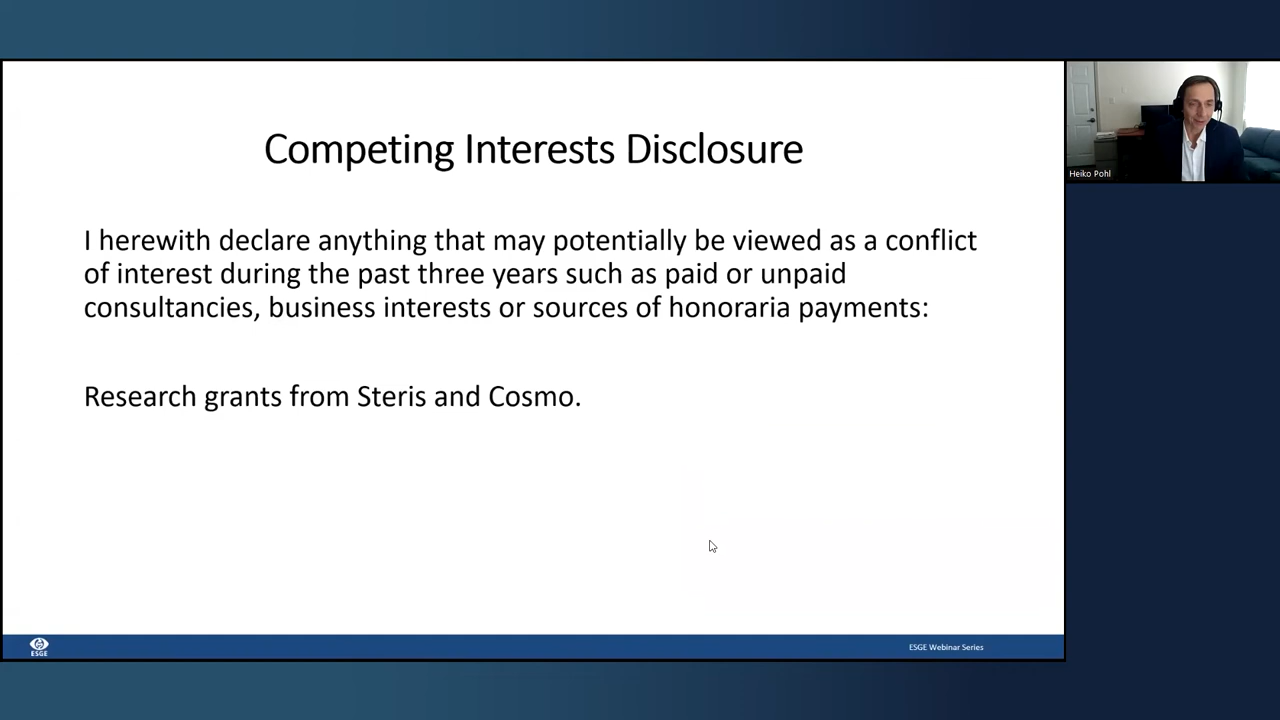 Competing Interests Disclosure
Heiko Pohl
I herewith declare anything that may potentially be viewed as a conflict
of interest during the past three years such as paid or unpaid
consultancies, business interests or sources of honoraria payments:
Research grants from Steris and Cosmo.
ESGE
ESGE Webinar Series